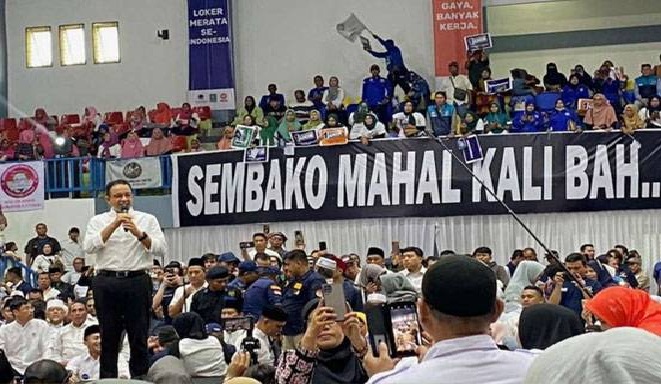 LOKER
MERATA
SE-
INDONESIA
GAYA,
BANYAK
KERJA.
SEMBAKO MAHAL KALI BAH...